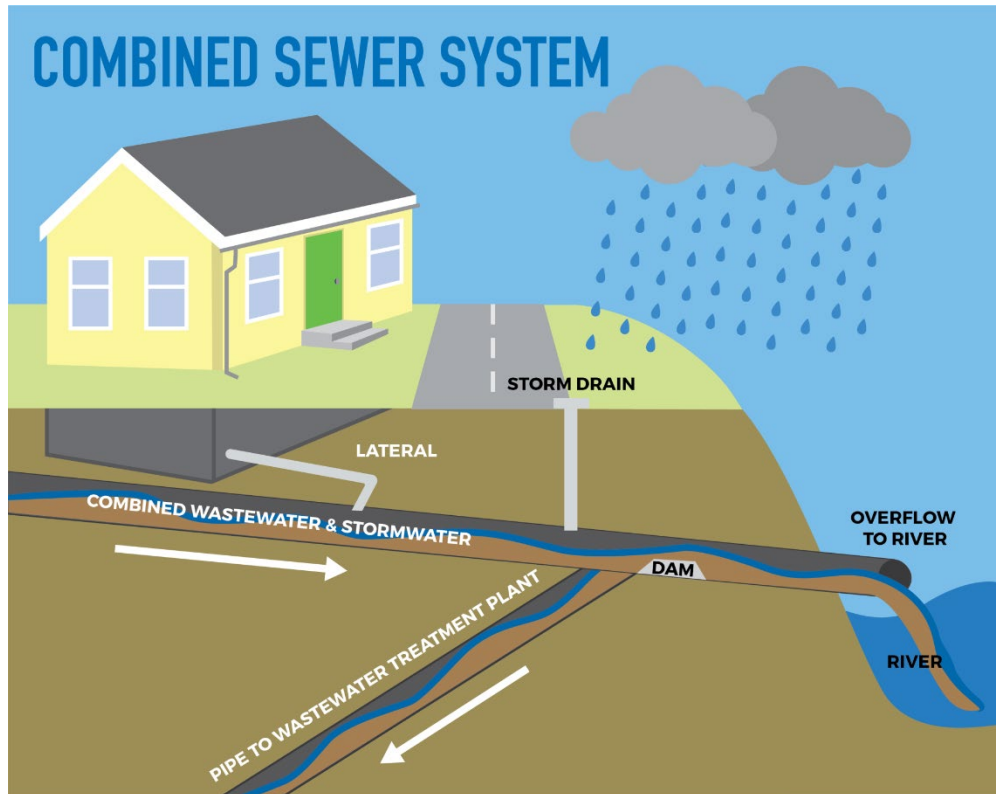 COMBINED SEWER SYSTEM
STORM DRAIN
LATERAL
COMBINED WASTEWATER & STORMWATER
OVERFLOW
TO RIVER
DAM
PIPE TO WASTEWATER TREATMENT PLANT
RIVER